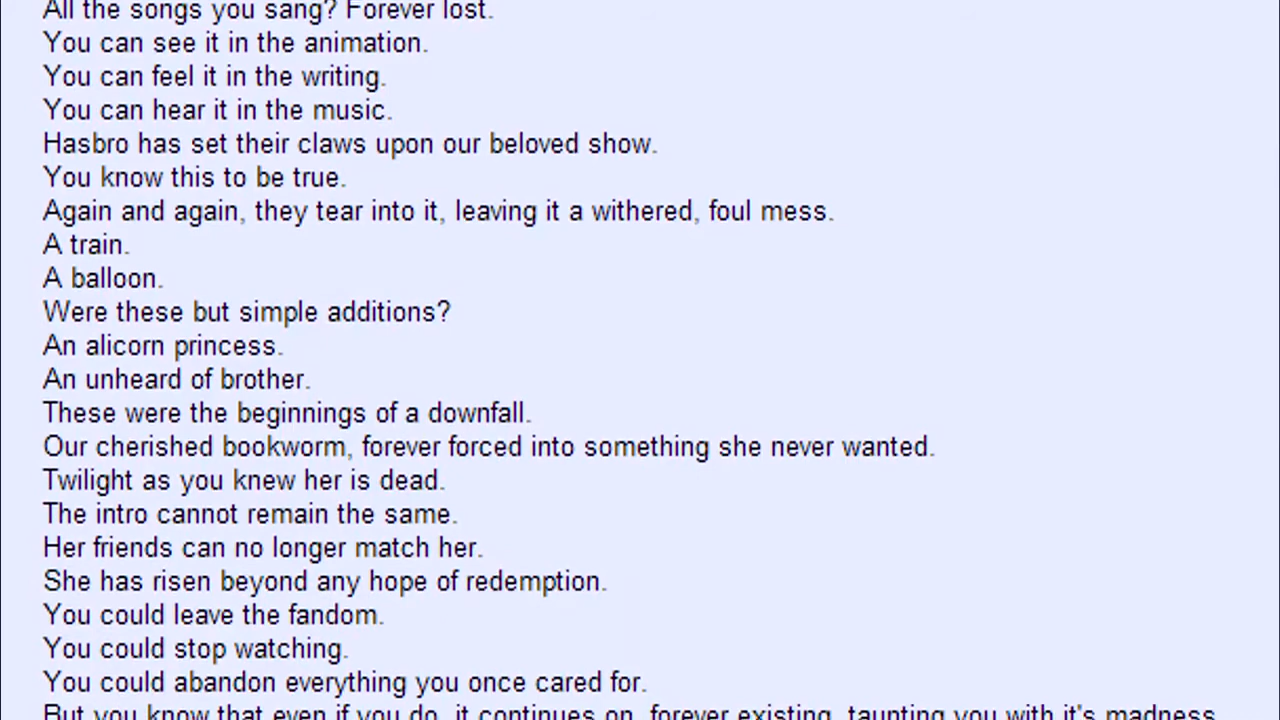 All the songs you sang? Forever lost.
You can see it in the animation.
You can feel it in the writing.
You can hear it in the music.
Hasbro has set their claws upon our beloved show.
You know this to be true.
Again and again, they tear into it, leaving it a withered, foul mess.
A train.
A balloon.
Were these but simple additions?
An alicorn princess.
An unheard of brother.
These were the beginnings of a downfall.
Our cherished bookworm, forever forced into something she never wanted.
Twilight as you knew her is dead.
The intro cannot remain the same.
Her friends can no longer match her.
She has risen beyond any hope of redemption.
You could leave the fandom.
You could stop watching.
You could abandon everything you once cared for.
But you know that even if you do, it continues on, forever existing, taunting you with it's madness.